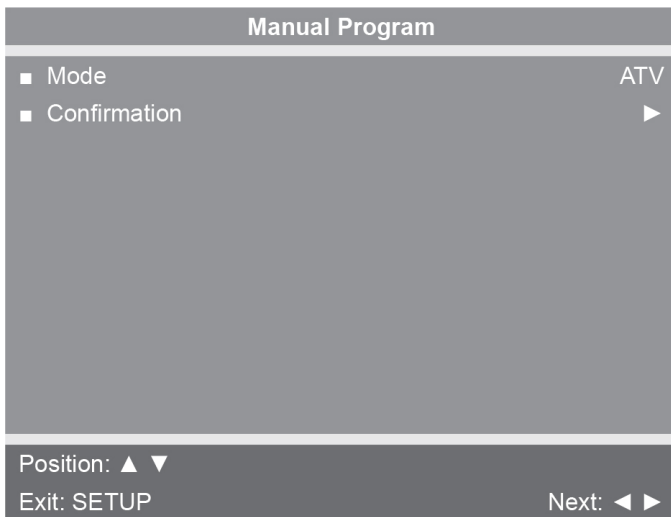 Manual Program
■ Mode ATV
■ Confirmation ►
Position: ▲ ▼
Exit: SETUP Next: ◄ ►